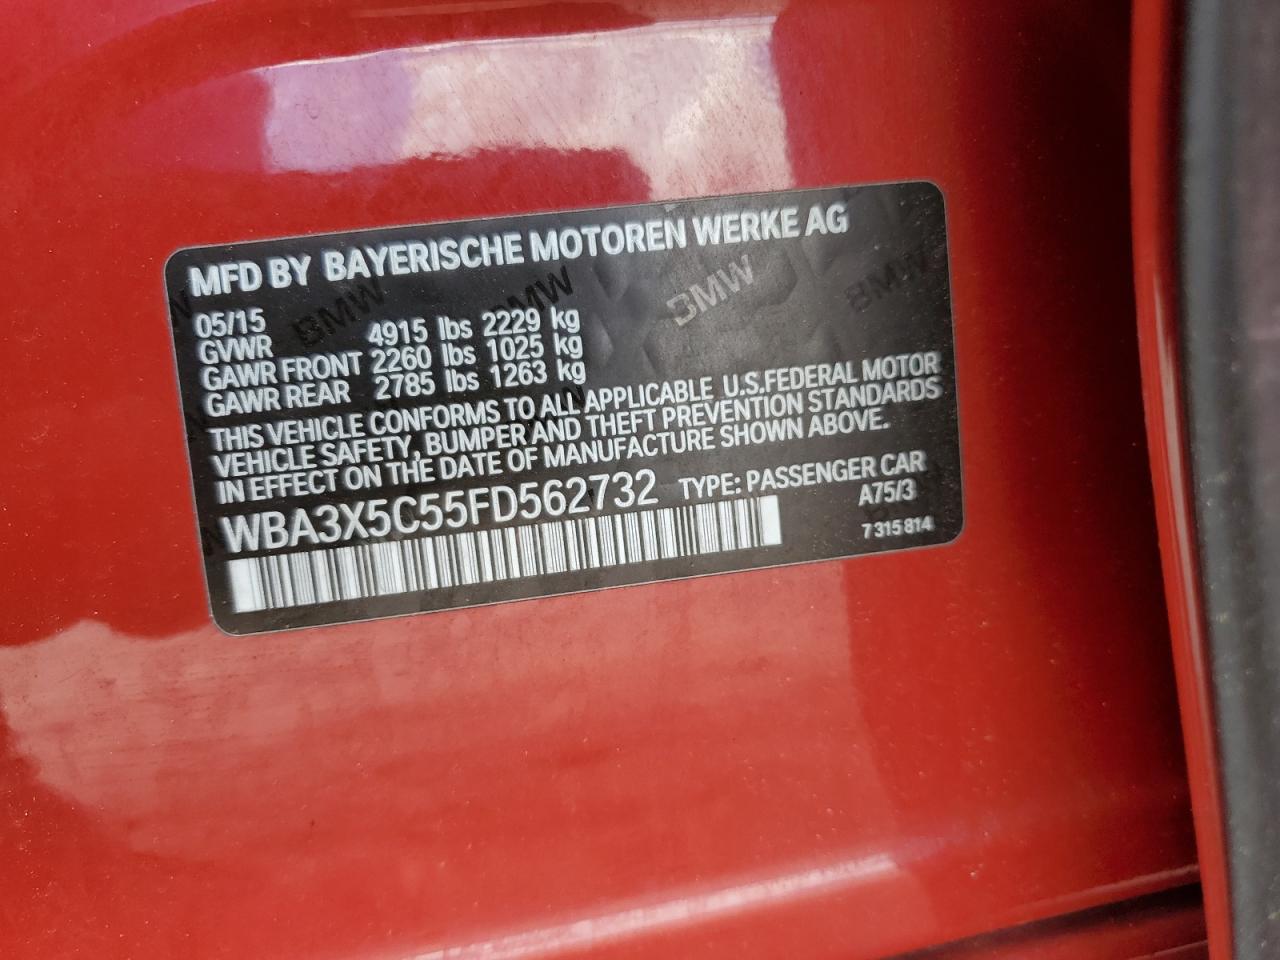 MFD BY BAYERISCHE MOTOREN WERKE AG
05/15
GVWR 4915 lbs 2229 kg
GAWR FRONT 2260 lbs 1025 kg
GAWR REAR 2785 lbs 1263 kg
BMW BMW BMW BMW
THIS VEHICLE CONFORMS TO ALL APPLICABLE U.S.FEDERAL MOTOR
VEHICLE SAFETY, BUMPER AND THEFT PREVENTION STANDARDS
IN EFFECT ON THE DATE OF MANUFACTURE SHOWN ABOVE.
WBA3X5C55FD562732 TYPE: PASSENGER CAR
A75/3
7 315 814